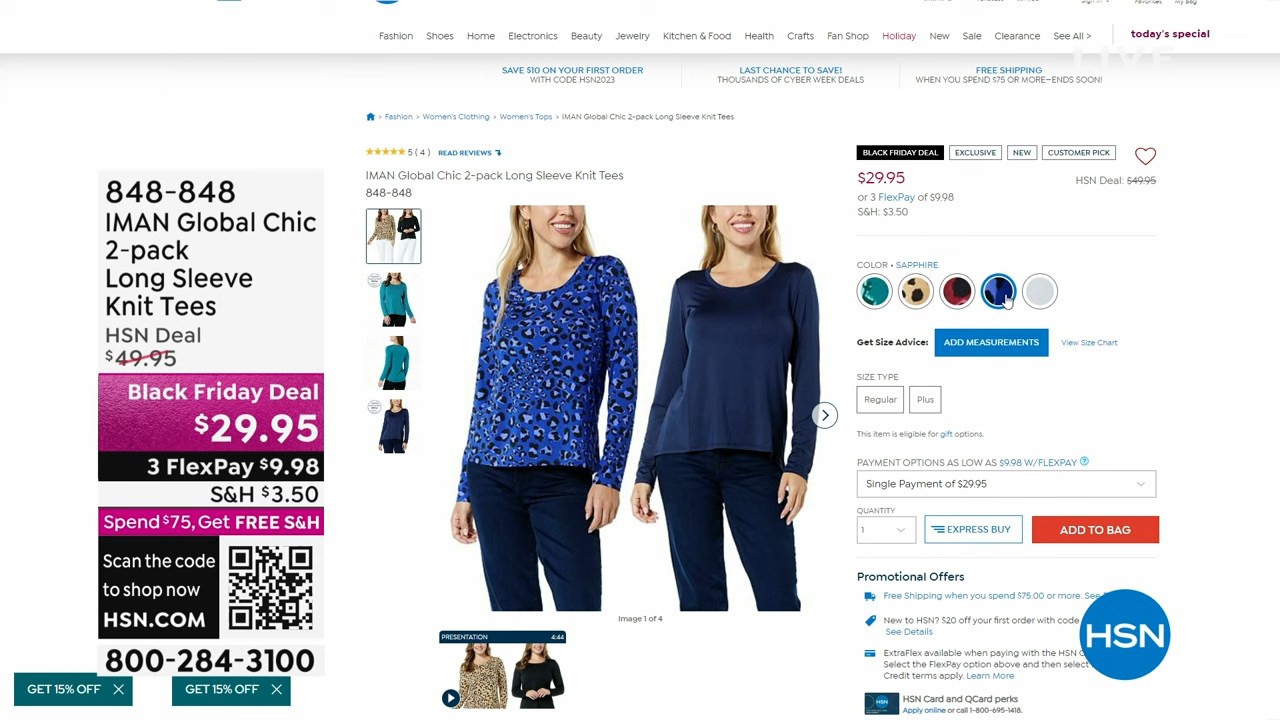 Fashion Shoes Home Electronics Beauty Jewelry Kitchen & Food Health Crafts Fan Shop Holiday New Sale Clearance See All > today's special
LIVE
SAVE $10 ON YOUR FIRST ORDER
WITH CODE HSN2023
LAST CHANCE TO SAVE!
THOUSANDS OF CYBER WEEK DEALS
FREE SHIPPING
WHEN YOU SPEND $75 OR MORE—ENDS SOON!
> Fashion > Women's Clothing > Women's Tops > IMAN Global Chic 2-pack Long Sleeve Knit Tees
848-848
IMAN Global Chic
2-pack
Long Sleeve
Knit Tees
HSN Deal
$49.95
Black Friday Deal
$29.95
3 FlexPay $9.98
S&H $3.50
Spend $75, Get FREE S&H
Scan the code
to shop now
HSN.COM
800-284-3100
GET 15% OFF
GET 15% OFF
5 ( 4 ) READ REVIEWS
IMAN Global Chic 2-pack Long Sleeve Knit Tees
848-848
Image 1 of 4
PRESENTATION 4:44
BLACK FRIDAY DEAL EXCLUSIVE NEW CUSTOMER PICK
$29.95
HSN Deal: $49.95
or 3 FlexPay of $9.98
S&H: $3.50
COLOR • SAPPHIRE
Get Size Advice: ADD MEASUREMENTS View Size Chart
SIZE TYPE
Regular Plus
This item is eligible for gift options.
PAYMENT OPTIONS AS LOW AS $9.98 W/FLEXPAY
Single Payment of $29.95
QUANTITY
1 EXPRESS BUY ADD TO BAG
Promotional Offers
Free Shipping when you spend $75.00 or more. See
New to HSN? $20 off your first order with code
See Details
ExtraFlex available when paying with the HSN
Select the FlexPay option above and then select
Credit terms apply. Learn More
HSN
HSN Card and QCard perks
Apply online or call 1-800-695-1418.